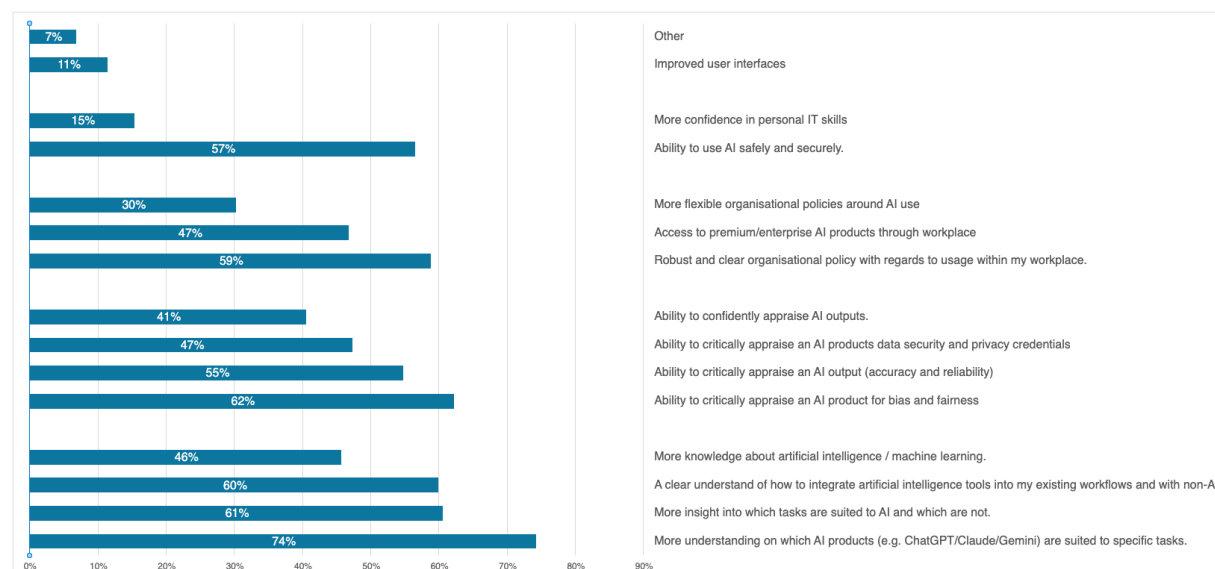 7% Other
11% Improved user interfaces
15% More confidence in personal IT skills
57% Ability to use AI safely and securely.
30% More flexible organisational policies around AI use
47% Access to premium/enterprise AI products through workplace
59% Robust and clear organisational policy with regards to usage within my workplace.
41% Ability to confidently appraise AI outputs.
47% Ability to critically appraise an AI products data security and privacy credentials
55% Ability to critically appraise an AI output (accuracy and reliability)
62% Ability to critically appraise an AI product for bias and fairness
46% More knowledge about artificial intelligence / machine learning.
60% A clear understand of how to integrate artificial intelligence tools into my existing workflows and with non-A
61% More insight into which tasks are suited to AI and which are not.
74% More understanding on which AI products (e.g. ChatGPT/Claude/Gemini) are suited to specific tasks.
0% 10% 20% 30% 40% 50% 60% 70% 80% 90%